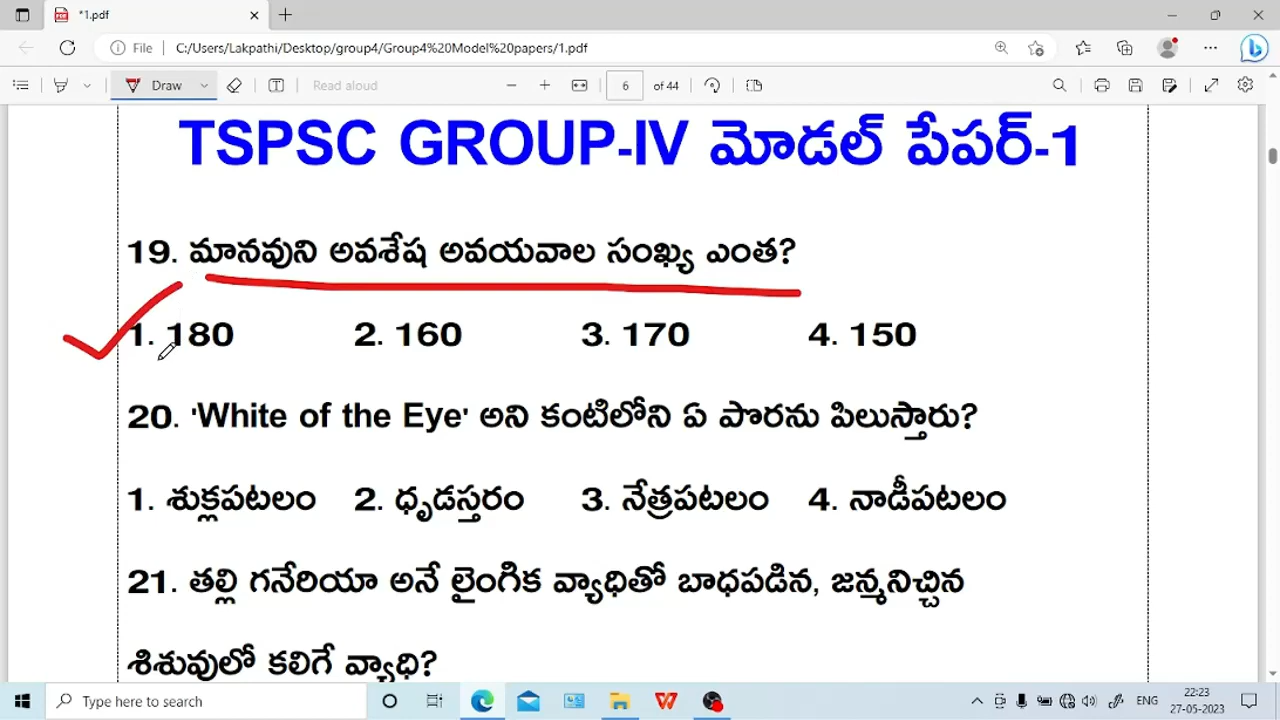 *1.pdf
File C:/Users/Lakpathi/Desktop/group4/Group4%20Model%20papers/1.pdf
Draw Read aloud 6 of 44
TSPSC GROUP-IV మోడల్ పేపర్-1
19. మానవుని అవశేష అవయవాల సంఖ్య ఎంత?
1. 180 2. 160 3. 170 4. 150
20. 'White of the Eye' అని కంటిలోని ఏ పొరను పిలుస్తారు?
1. శుక్లపటలం 2. ధృడస్తరం 3. నేత్రపటలం 4. నాడీపటలం
21. తల్లి గనేరియా అనే లైంగిక వ్యాధితో బాధపడిన, జన్మనిచ్చిన
శిశువులో కలిగే వ్యాధి?
Type here to search ENG 22:23
27-05-2023